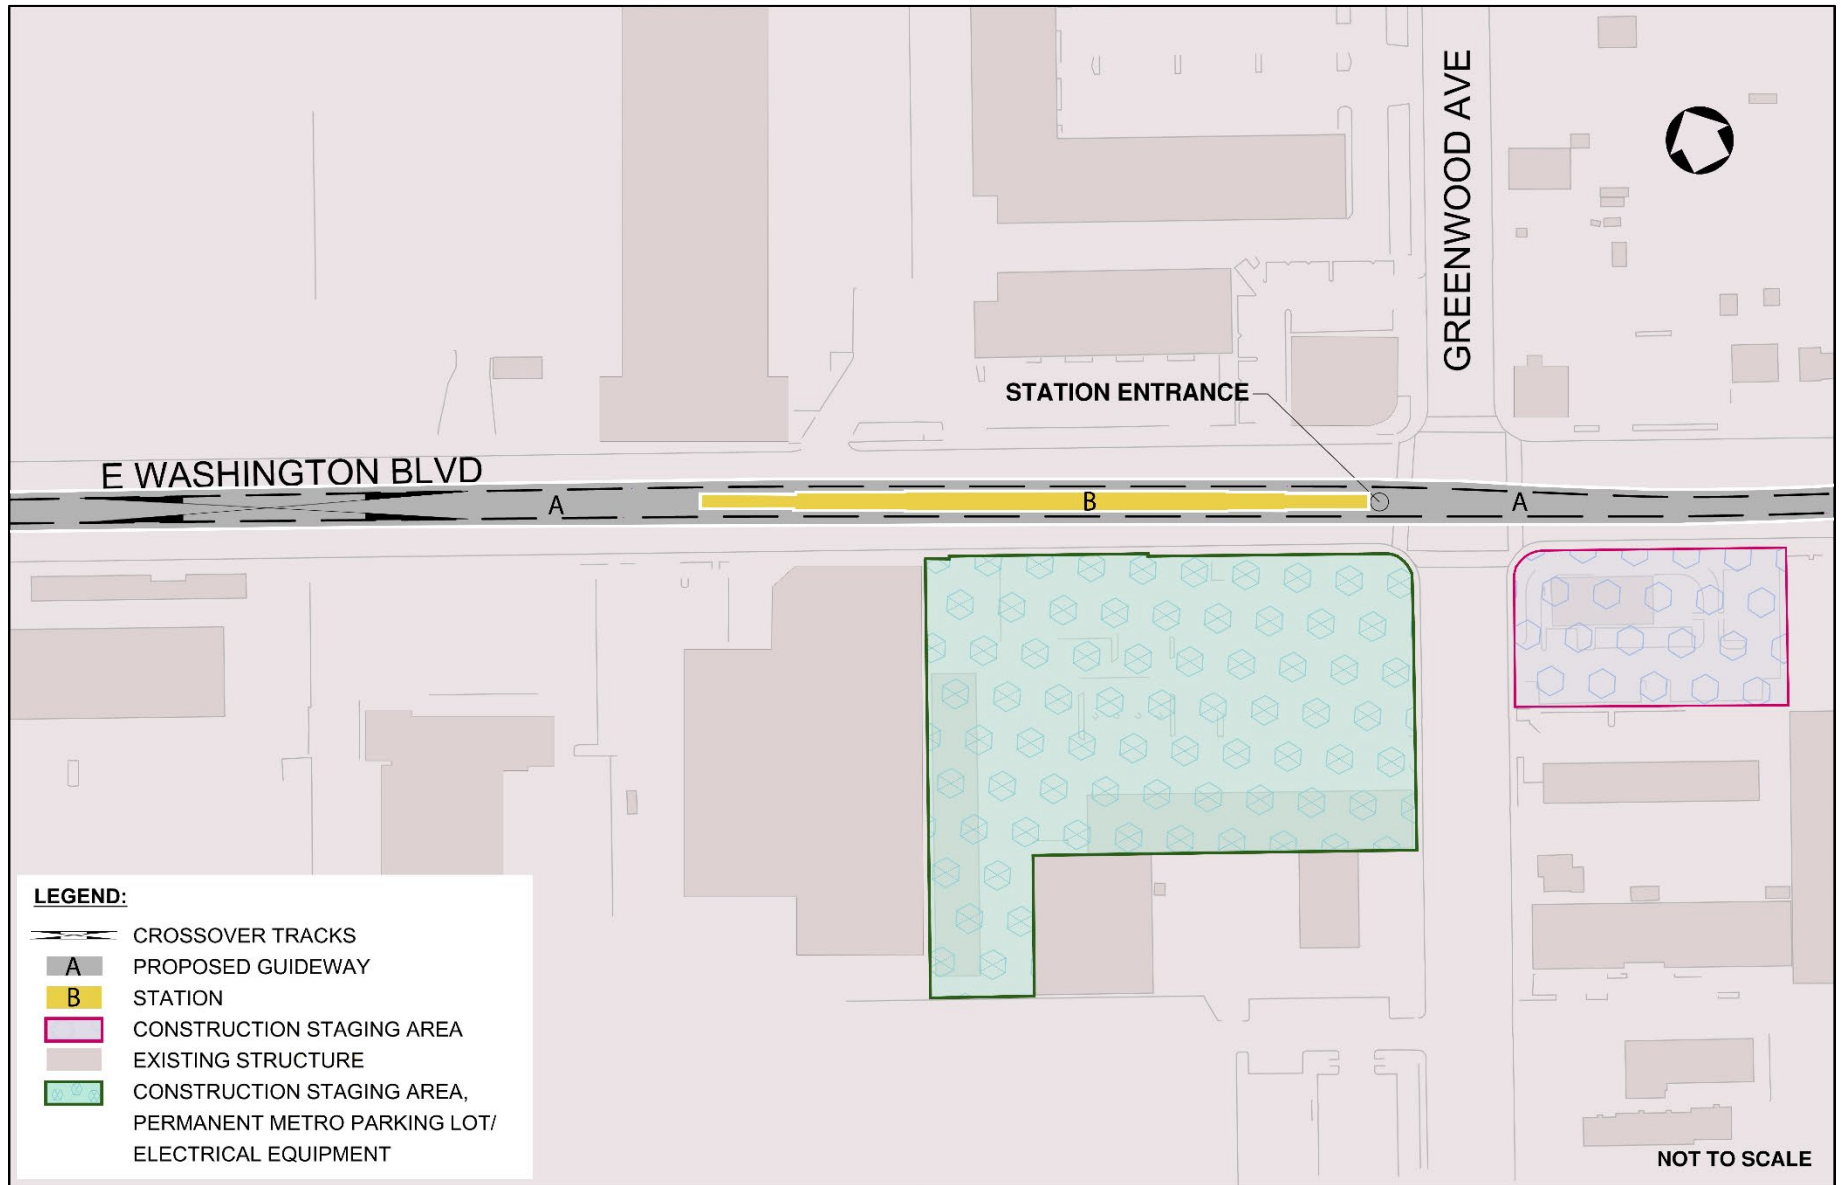 GREENWOOD AVE
STATION ENTRANCE
E WASHINGTON BLVD
A
B
A
LEGEND:
CROSSOVER TRACKS
A PROPOSED GUIDEWAY
B STATION
CONSTRUCTION STAGING AREA
EXISTING STRUCTURE
CONSTRUCTION STAGING AREA,
PERMANENT METRO PARKING LOT/
ELECTRICAL EQUIPMENT
NOT TO SCALE